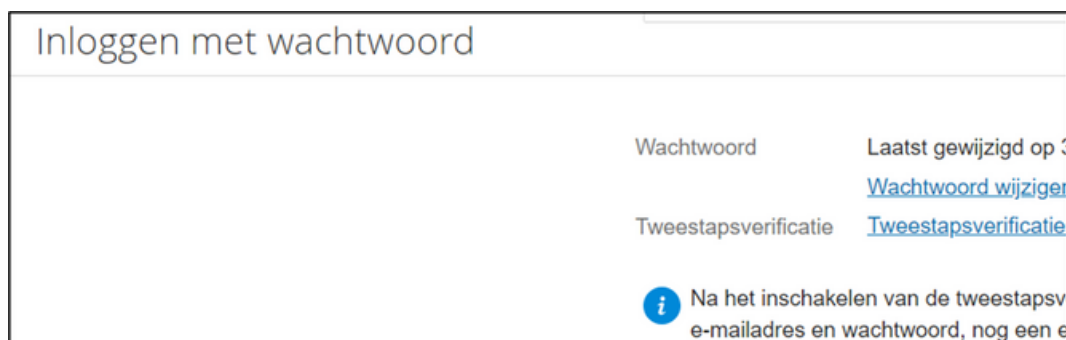 Inloggen met wachtwoord
Wachtwoord Laatst gewijzigd op
Wachtwoord wijzigen
Tweestapsverificatie Tweestapsverificatie
Na het inschakelen van de
e-mailadres en wachtwoord, nog een